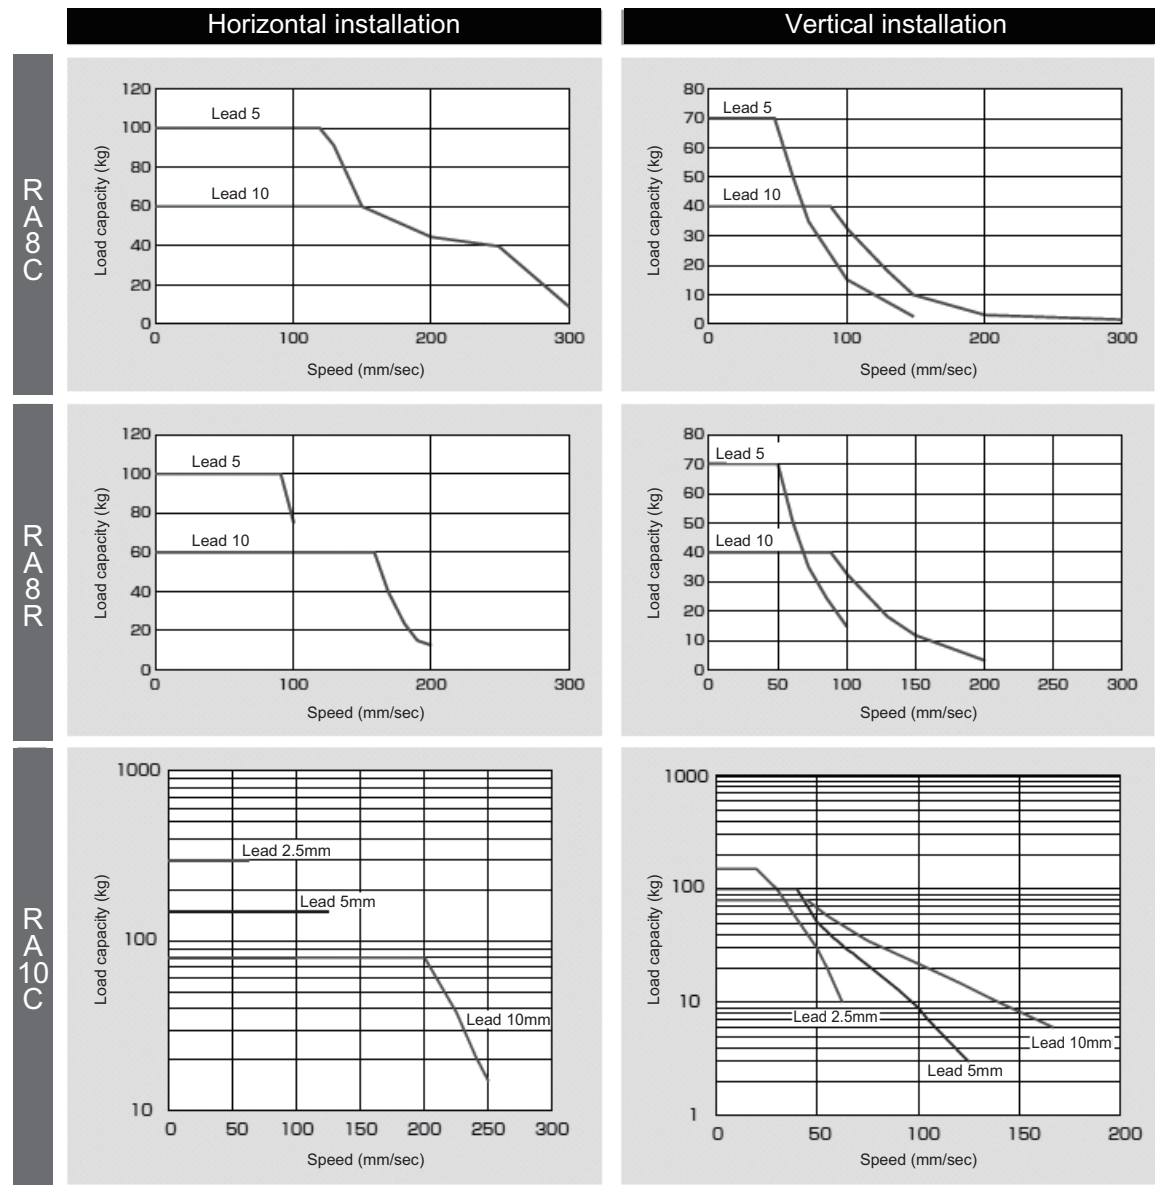 Horizontal installation
Vertical installation
RA8C
120
100
80
60
40
20
0
Load capacity (kg)
Lead 5
Lead 10
0 100 200 300
Speed (mm/sec)
80
70
60
50
40
30
20
10
0
Load capacity (kg)
Lead 5
Lead 10
0 100 200 300
Speed (mm/sec)
RA8R
120
100
80
60
40
20
0
Load capacity (kg)
Lead 5
Lead 10
0 100 200 300
Speed (mm/sec)
80
70
60
50
40
30
20
10
0
Load capacity (kg)
Lead 5
Lead 10
0 50 100 150 200 250 300
Speed (mm/sec)
RA10C
1000
100
10
Load capacity (kg)
Lead 2.5mm
Lead 5mm
Lead 10mm
0 50 100 150 200 250 300
Speed (mm/sec)
1000
100
10
1
Load capacity (kg)
Lead 2.5mm
Lead 10mm
Lead 5mm
0 50 100 150 200
Speed (mm/sec)